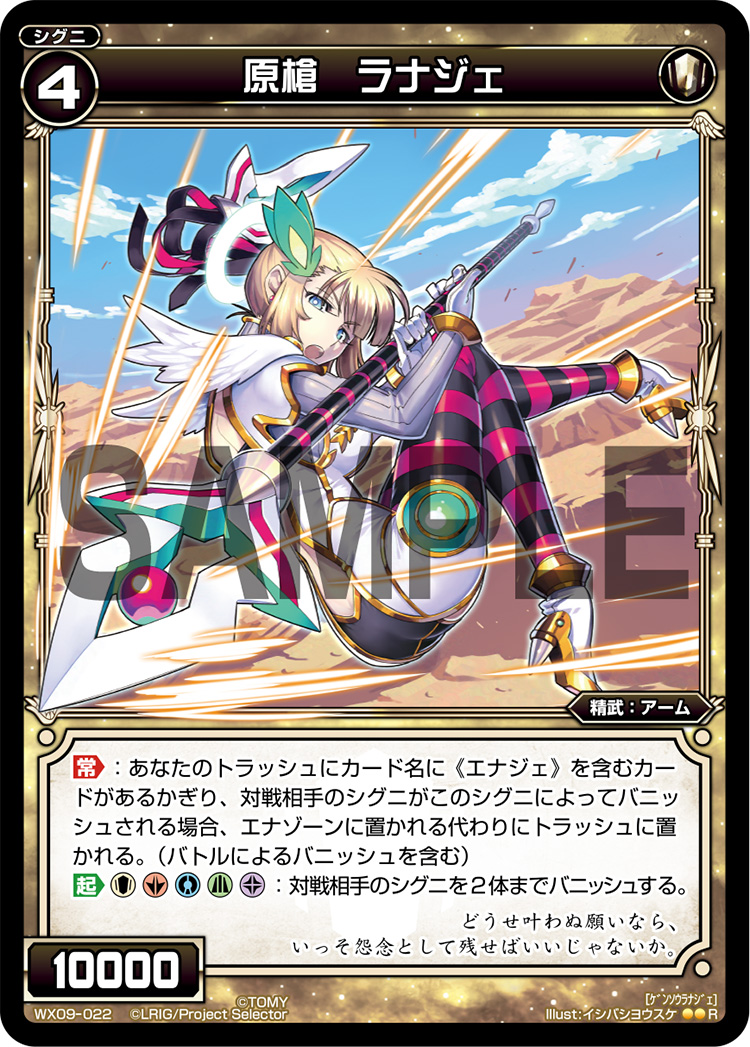 シグニ
4
原槍 ラナジェ
SAMPLE
精武：アーム
常：あなたのトラッシュにカード名に《エナジェ》を含むカー
ドがあるかぎり、対戦相手のシグニがこのシグニによってバニッ
シュされる場合、エナゾーンに置かれる代わりにトラッシュに置
かれる。（バトルによるバニッシュを含む）
起：対戦相手のシグニを２体までバニッシュする。
どうせ叶わぬ願いなら、
いっそ怨念として残せばいいじゃないか。
10000
©TOMY
[ｹﾞﾝｿｳﾗﾅｼﾞｪ]
WX09-022 ©LRIG/Project Selector
Illust:イシバシヨウスケ R